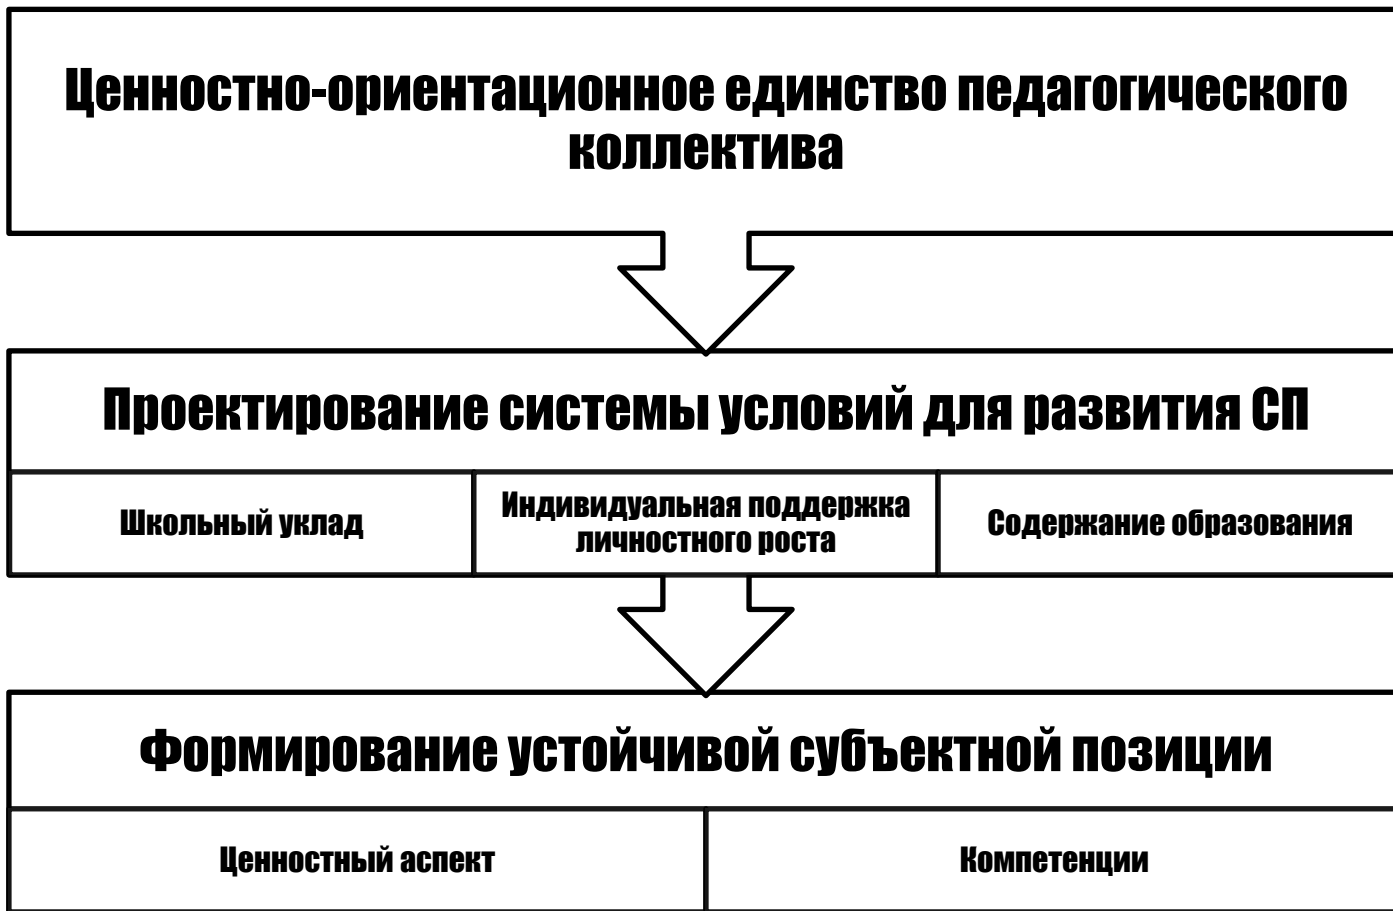 Ценностно-ориентационное единство педагогического
коллектива
Проектирование системы условий для развития СП
Школьный уклад
Индивидуальная поддержка
личностного роста
Содержание образования
Формирование устойчивой субъектной позиции
Ценностный аспект
Компетенции